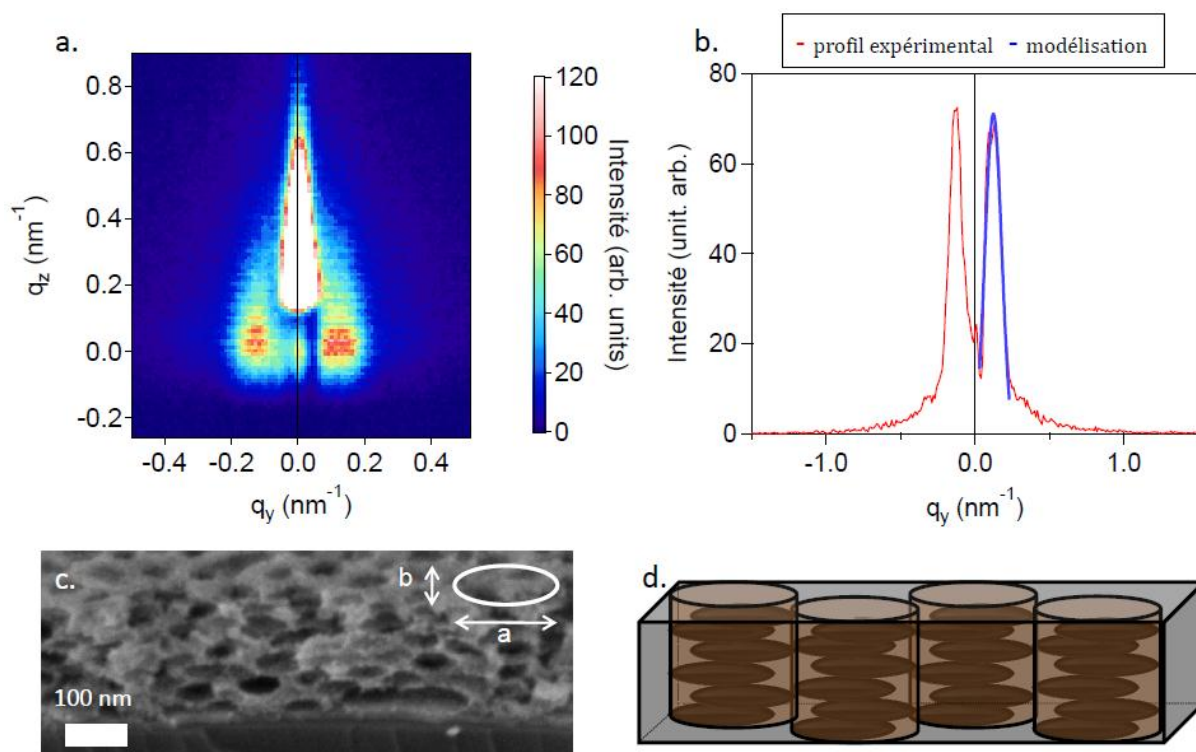 a.
0.8
0.6
0.4
0.2
0.0
-0.2
q_z (nm⁻¹)
-0.4 -0.2 0.0 0.2 0.4
q_y (nm⁻¹)
120
100
80
60
40
20
0
Intensité (arb. units)
b.
profil expérimental modélisation
80
60
40
20
0
Intensité (unit. arb.)
-1.0 0.0 1.0
q_y (nm⁻¹)
c.
b
a
100 nm
d.